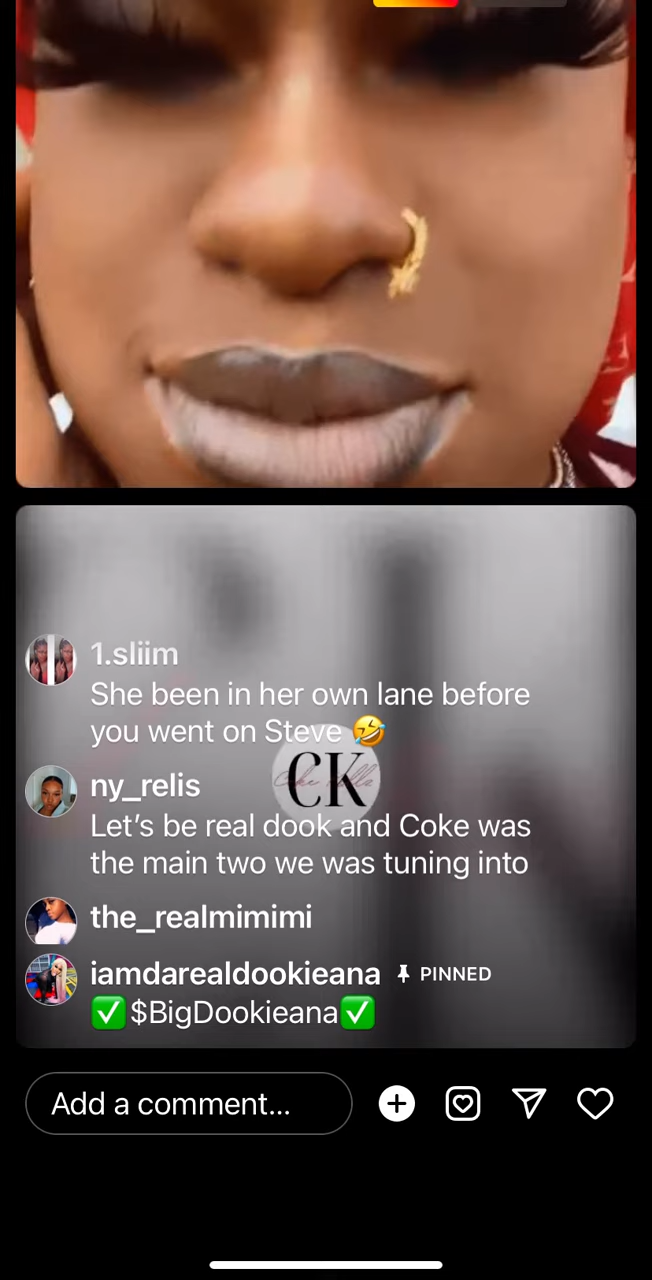 1.sliim
She been in her own lane before
you went on Steve 🤣
CK
ny_relis
Let's be real dook and Coke was
the main two we was tuning into
the_realmimimi
iamdarealdookieana PINNED
✅$BigDookieana✅
Add a comment...